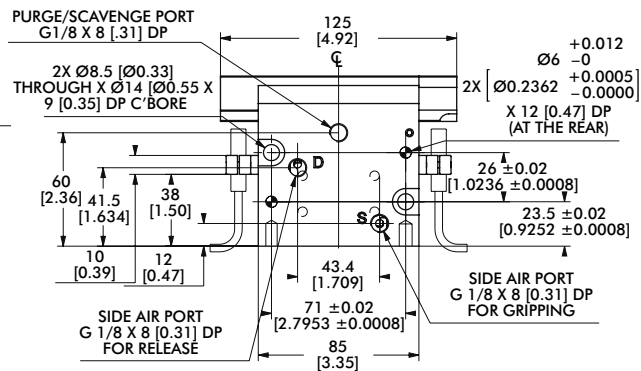 PURGE/SCAVENGE PORT
G1/8 X 8 [.31] DP
125
[4.92]
℄
2X Ø8.5 [Ø0.33]
THROUGH X Ø14 [Ø0.55 X
9 [0.35] DP C'BORE
+0.012
Ø6 -0
2X [Ø0.2362 +0.0005
-0.0000
X 12 [0.47] DP
(AT THE REAR)
D
O
S
60
[2.36]
41.5
[1.634]
38
[1.50]
10
[0.39]
12
[0.47]
26 ±0.02
[1.0236 ±0.0008]
23.5 ±0.02
[0.9252 ±0.0008]
43.4
[1.709]
71 ±0.02
[2.7953 ±0.0008]
85
[3.35]
SIDE AIR PORT
G 1/8 X 8 [0.31] DP
FOR RELEASE
SIDE AIR PORT
G 1/8 X 8 [0.31] DP
FOR GRIPPING